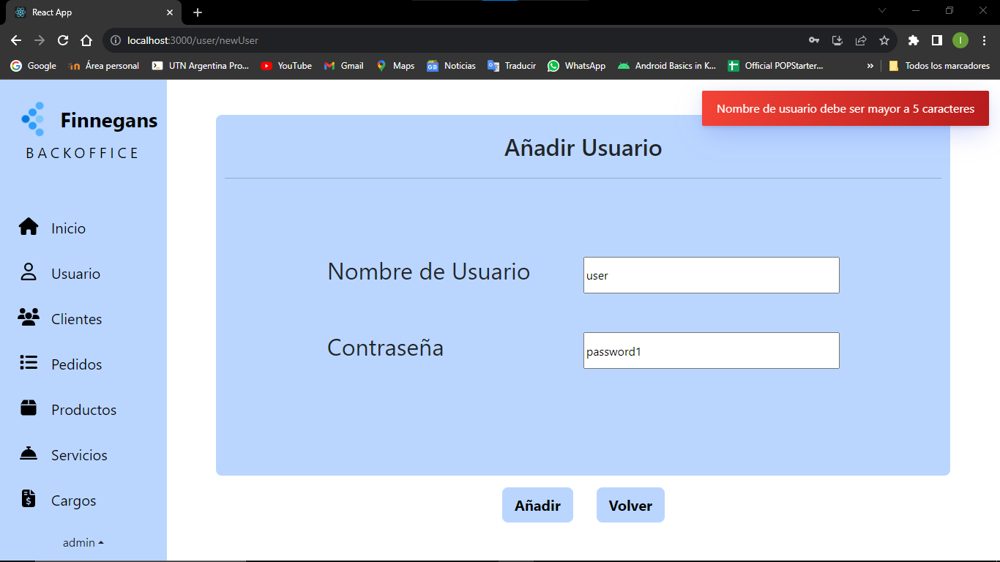 React App
localhost:3000/user/newUser
Google Área personal UTN Argentina Pro... YouTube Gmail Maps Noticias Traducir WhatsApp Android Basics in K... Official POPStarter... » Todos los marcadores
I
Nombre de usuario debe ser mayor a 5 caracteres
Finnegans
BACKOFFICE
Inicio
Usuario
Clientes
Pedidos
Productos
Servicios
Cargos
admin
Añadir Usuario
Nombre de Usuario user
Contraseña password1
Añadir Volver